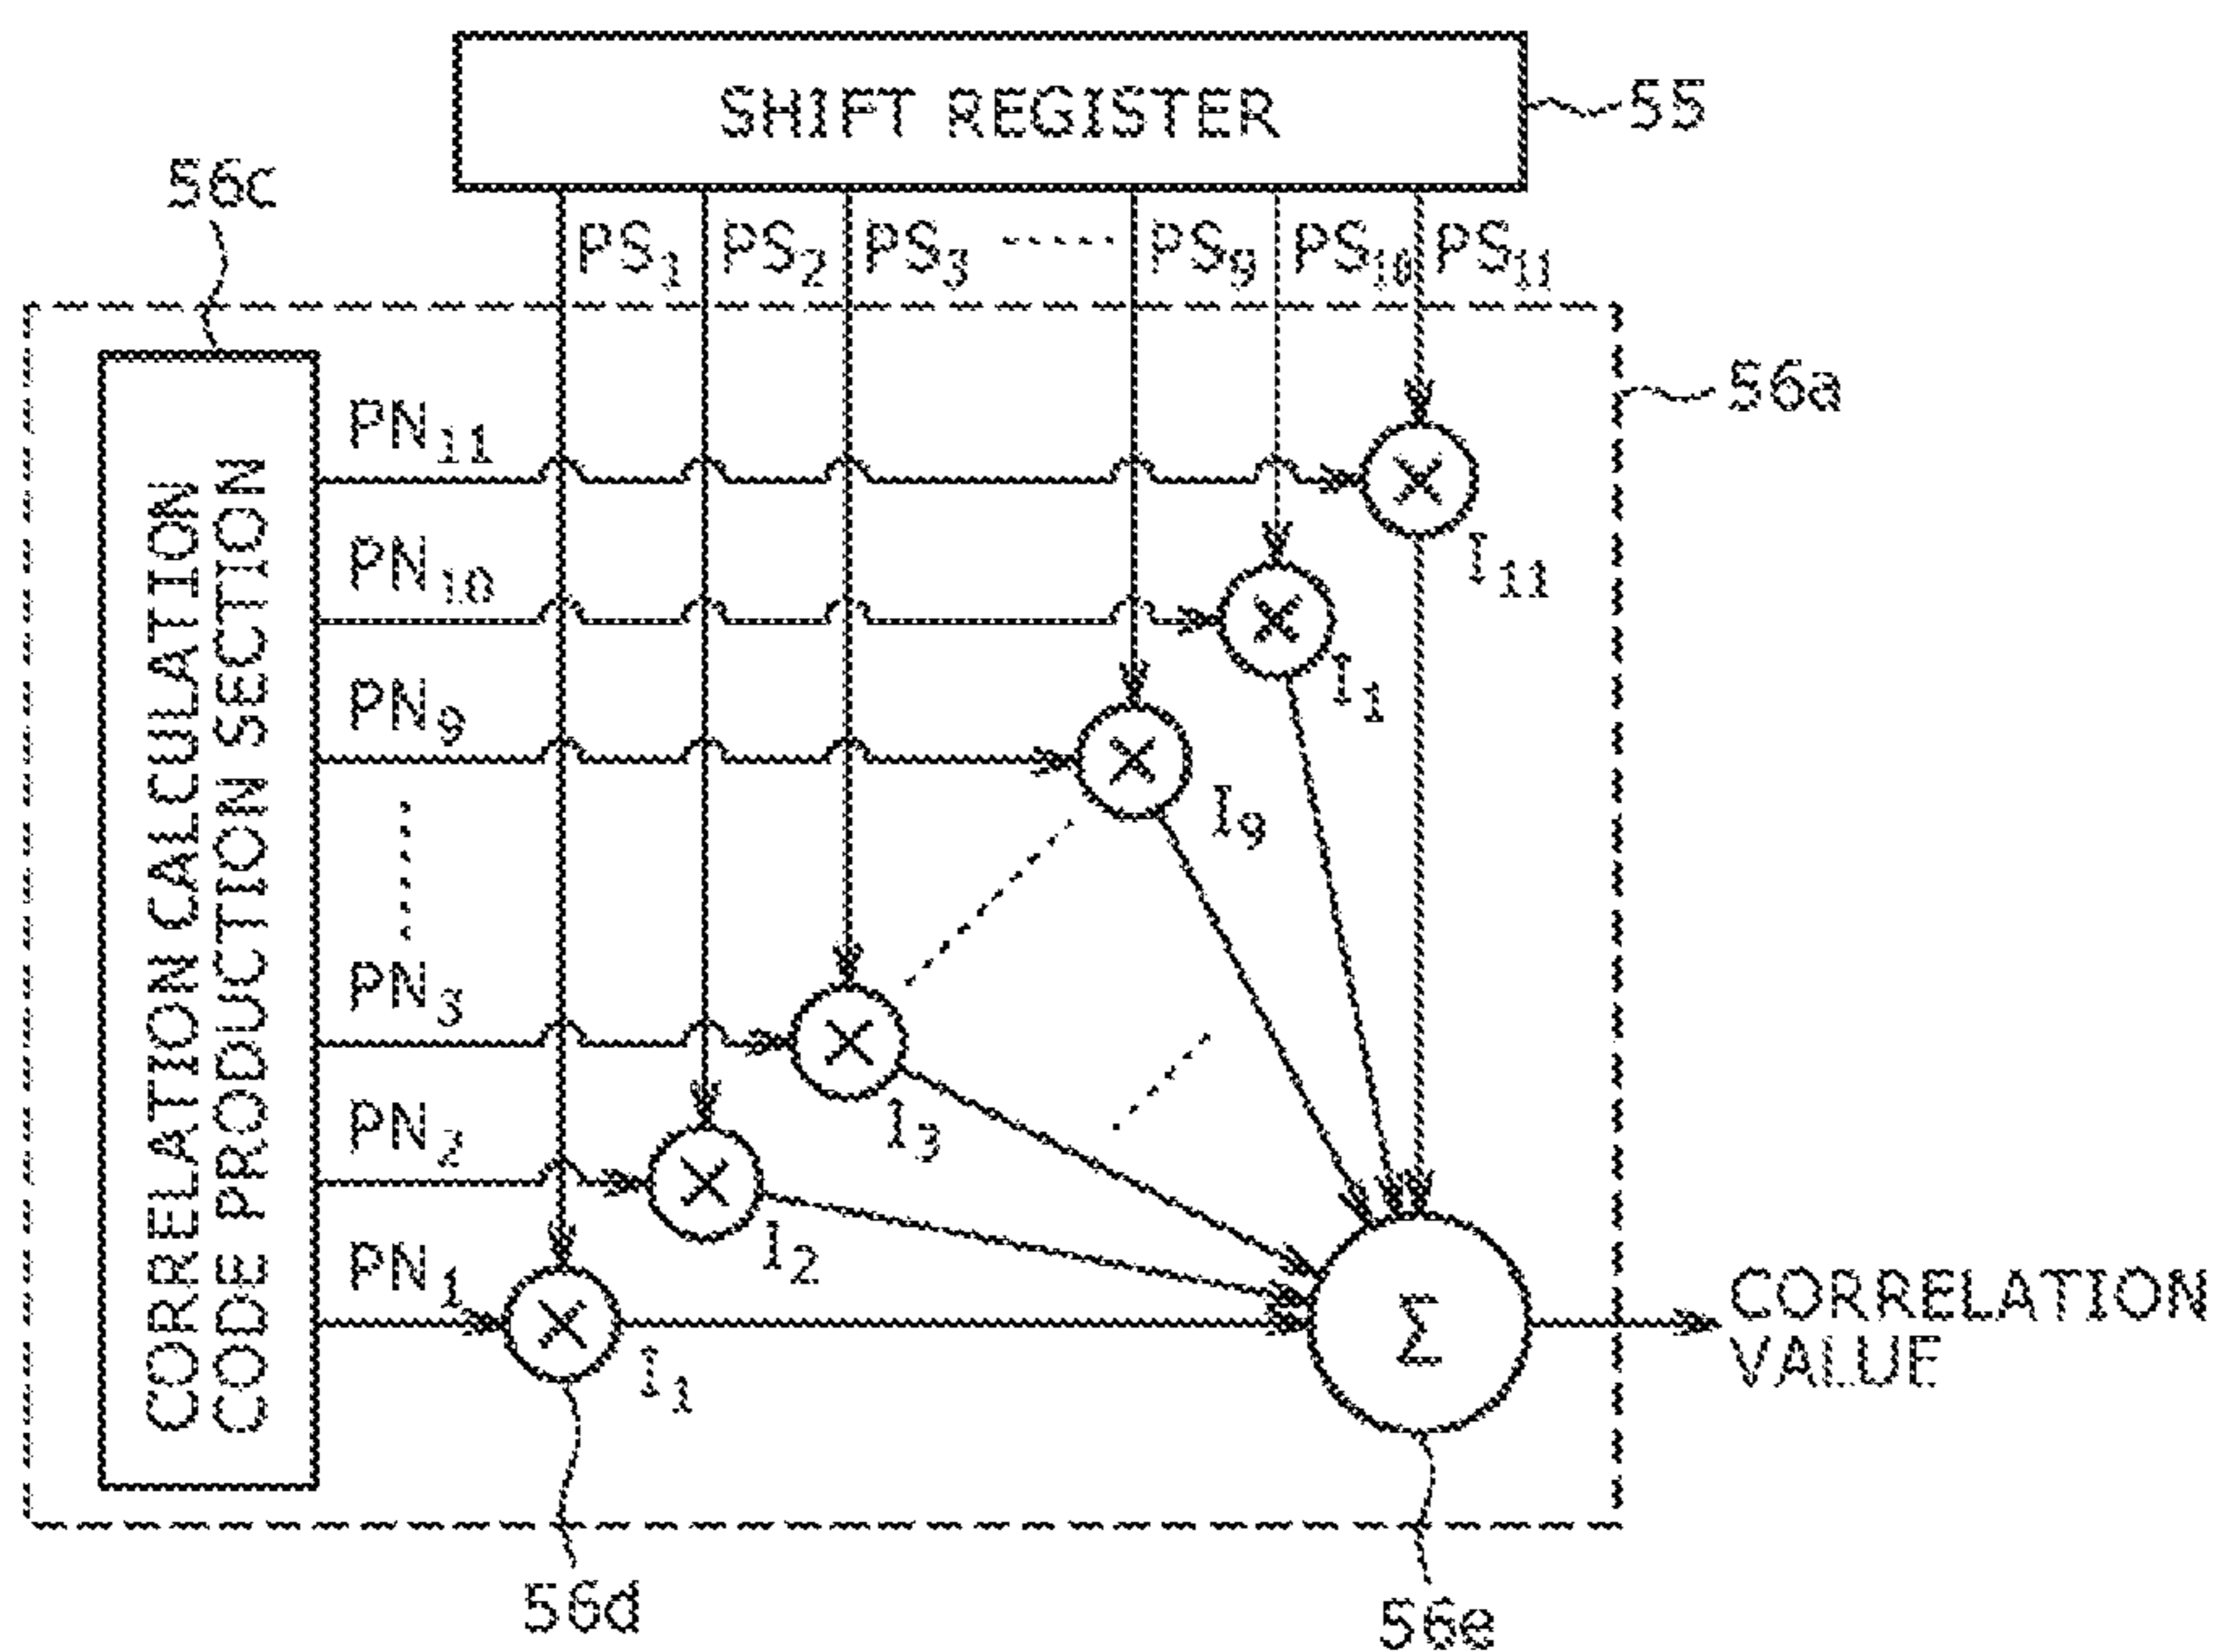 SHIFT REGISTER
55
56c
PS1 PS2 PS3 ..... PS9 PS10 PS11
56a
PN11
I11
PN10
I1
PN9
I9
PN3
I3
PN2
I2
PN1
I1
CORRELATION CALCULATION
CODE PRODUCTION SECTION
Σ
CORRELATION
VALUE
56d
56e